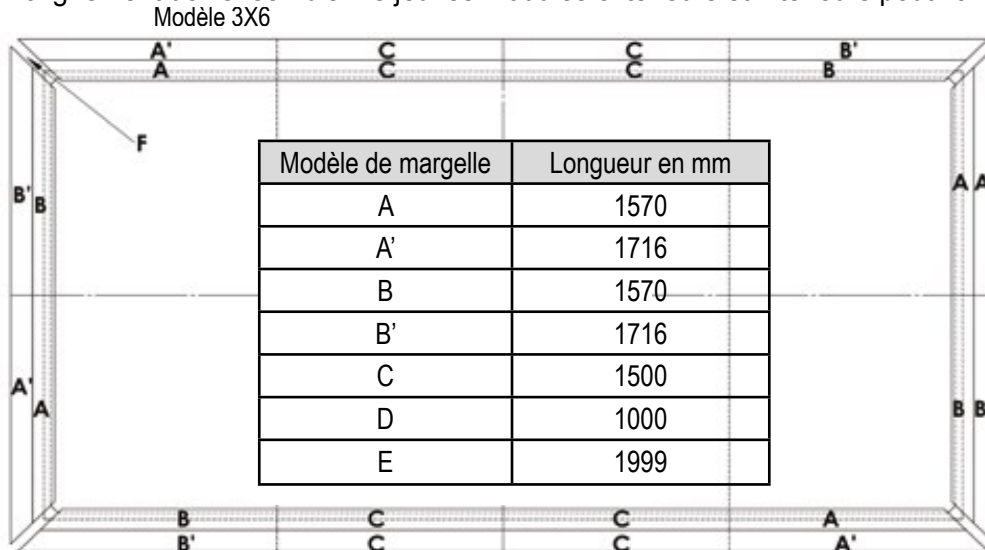 Modèle 3X6
A' C C B'
A C C B
F
Modèle de margelle Longueur en mm
A 1570
A' 1716
B 1570
B' 1716
C 1500
D 1000
E 1999
B' B
A A
A' A
B B
B C C A
B' C C A'